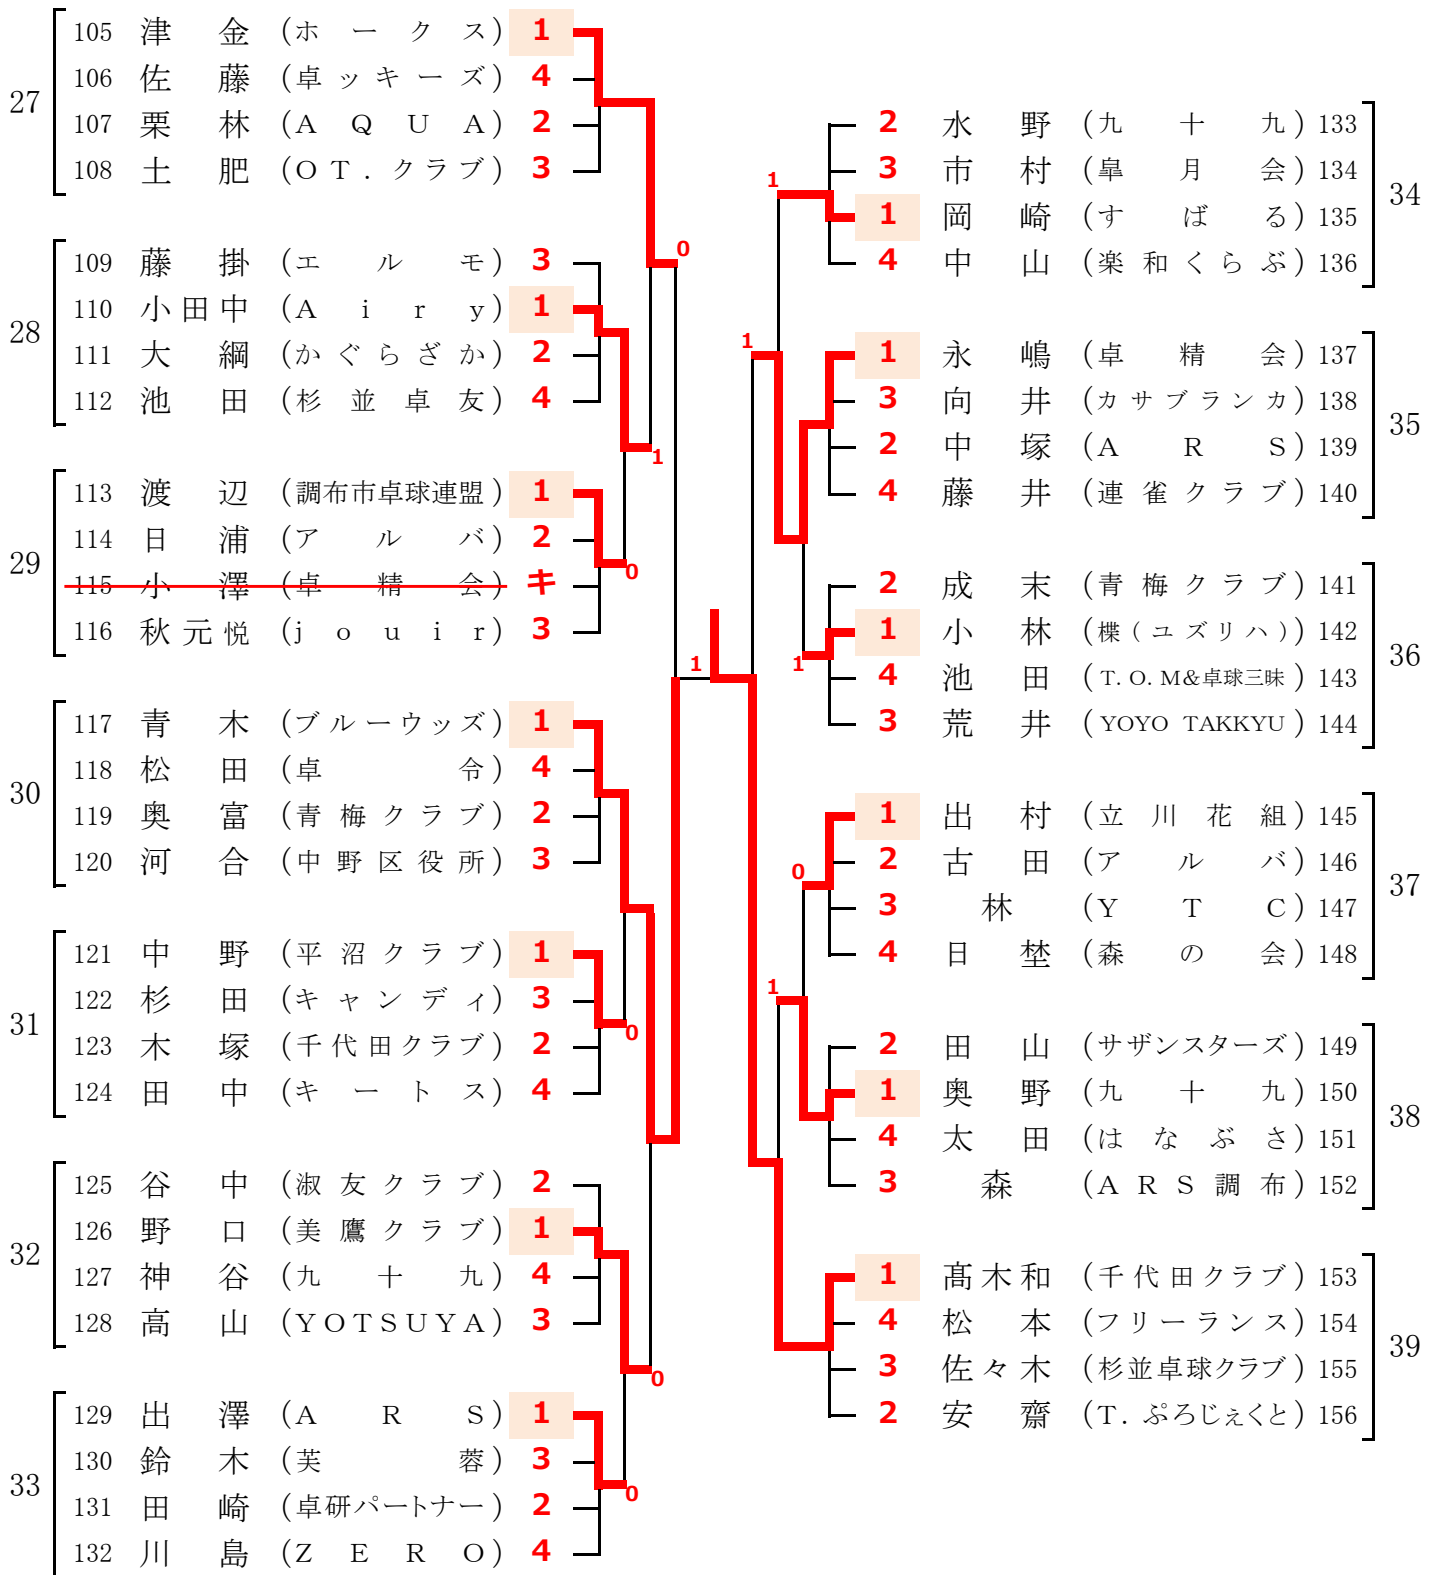 27
105 津金 (ホークス) 1
106 佐藤 (卓ッキーズ) 4
107 栗林 (AQUA) 2
108 土肥 (OT.クラブ) 3
28
109 藤掛 (エルモ) 3
110 小田中 (Airy) 1
111 大綱 (かぐらざか) 2
112 池田 (杉並卓友) 4
29
113 渡辺 (調布市卓球連盟) 1
114 日浦 (アルバ) 2
115 小澤 (卓精会) キ
116 秋元悦 (jouir) 3
30
117 青木 (ブルーウッズ) 1
118 松田 (卓令) 4
119 奥富 (青梅クラブ) 2
120 河合 (中野区役所) 3
31
121 中野 (平沼クラブ) 1
122 杉田 (キャンディ) 3
123 木塚 (千代田クラブ) 2
124 田中 (キートス) 4
32
125 谷中 (淑友クラブ) 2
126 野口 (美鷹クラブ) 1
127 神谷 (九十九) 4
128 高山 (YOTSUYA) 3
33
129 出澤 (ARS) 1
130 鈴木 (芙蓉) 3
131 田崎 (卓研パートナー) 2
132 川島 (ZERO) 4
0
1
0
0
0
0
1
2 水野 (九十九) 133
3 市村 (皐月会) 134
1 岡崎 (すばる) 135
4 中山 (楽和くらぶ) 136
34
1 永嶋 (卓精会) 137
3 向井 (カサブランカ) 138
2 中塚 (ARS) 139
4 藤井 (連雀クラブ) 140
35
2 成末 (青梅クラブ) 141
1 小林 (楪(ユズリハ)) 142
4 池田 (T.O.M&卓球三昧) 143
3 荒井 (YOYO TAKKYU) 144
36
1 出村 (立川花組) 145
2 古田 (アルバ) 146
3 林 (YTC) 147
4 日埜 (森の会) 148
37
2 田山 (サザンスターズ) 149
1 奥野 (九十九) 150
4 太田 (はなぶさ) 151
3 森 (ARS調布) 152
38
1 髙木和 (千代田クラブ) 153
4 松本 (フリーランス) 154
3 佐々木 (杉並卓球クラブ) 155
2 安齋 (T.ぷろじぇくと) 156
39
1
1
1
0
1